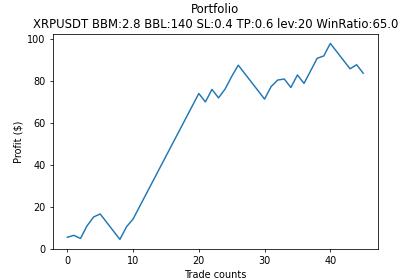 Portfolio
XRPUSDT BBM:2.8 BBL:140 SL:0.4 TP:0.6 lev:20 WinRatio:65.0
100
80
60
40
20
0
Profit ($)
0 10 20 30 40
Trade counts